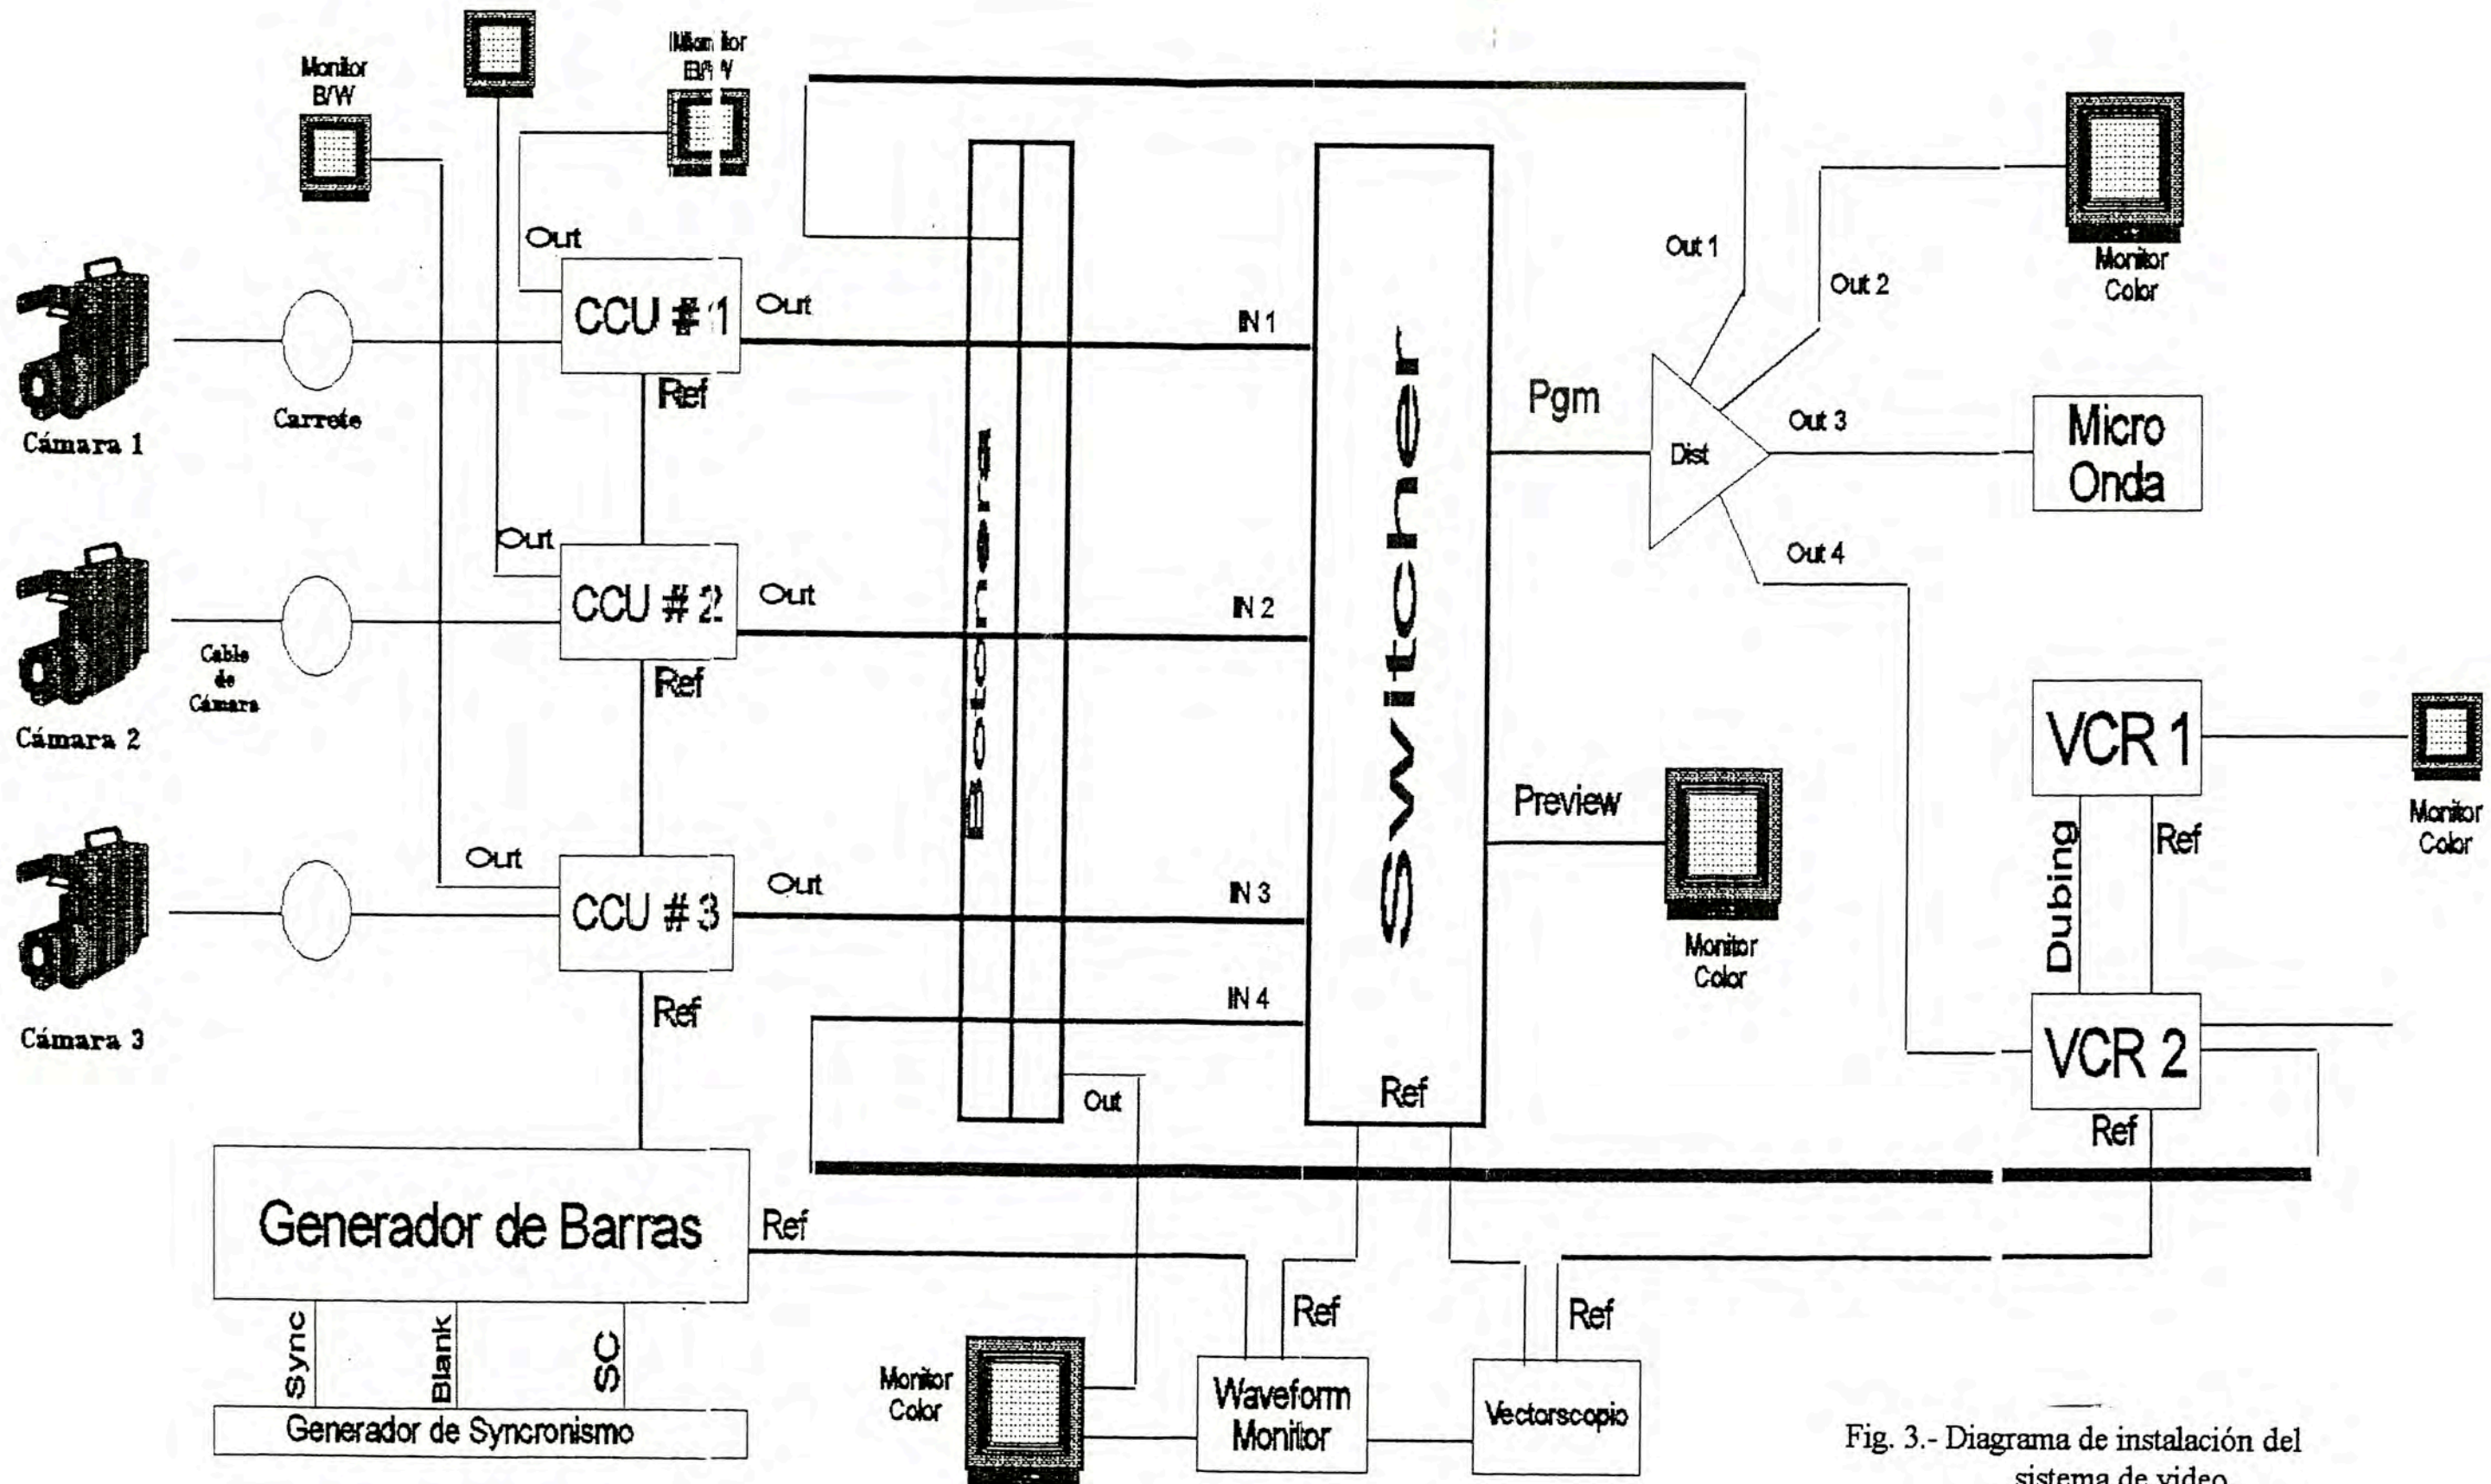 Monitor
B/W
Monitor
B/W
Out
Out 1
Out 2
Monitor
Color
CCU # 1
Out
IN 1
Ref
Carrete
Cámara 1
Pgm
Dist
Out 3
Micro
Onda
Switcher
Out
Out 4
CCU # 2
Out
IN 2
Ref
Cable
de
Cámara
Cámara 2
VCR 1
Preview
Monitor
Color
Dubing
Ref
Out
CCU # 3
Out
IN 3
Monitor
Color
IN 4
Ref
Cámara 3
VCR 2
Ref
Out
Ref
Generador de Barras
Ref
Ref
Ref
Sync
Blank
SC
Monitor
Color
Waveform
Monitor
Vectorscopio
Generador de Syncronismo
Fig. 3.- Diagrama de instalación del
sistema de video